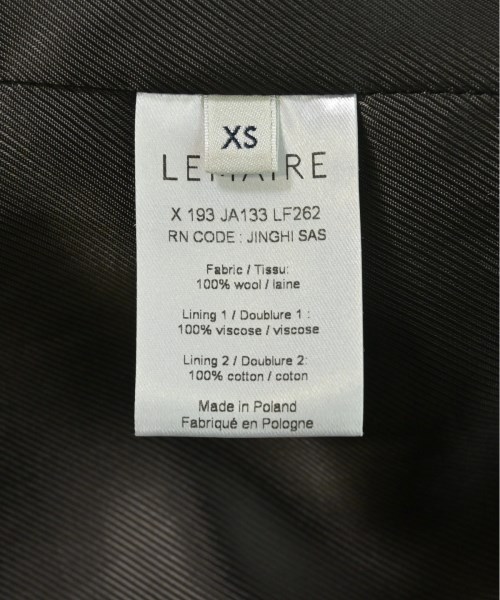 XS
LEMAIRE
X 193 JA133 LF262
RN CODE : JINGHI SAS
Fabric / Tissu:
100% wool / laine
Lining 1 / Doublure 1 :
100% viscose / viscose
Lining 2 / Doublure 2:
100% cotton / coton
Made in Poland
Fabriqué en Pologne